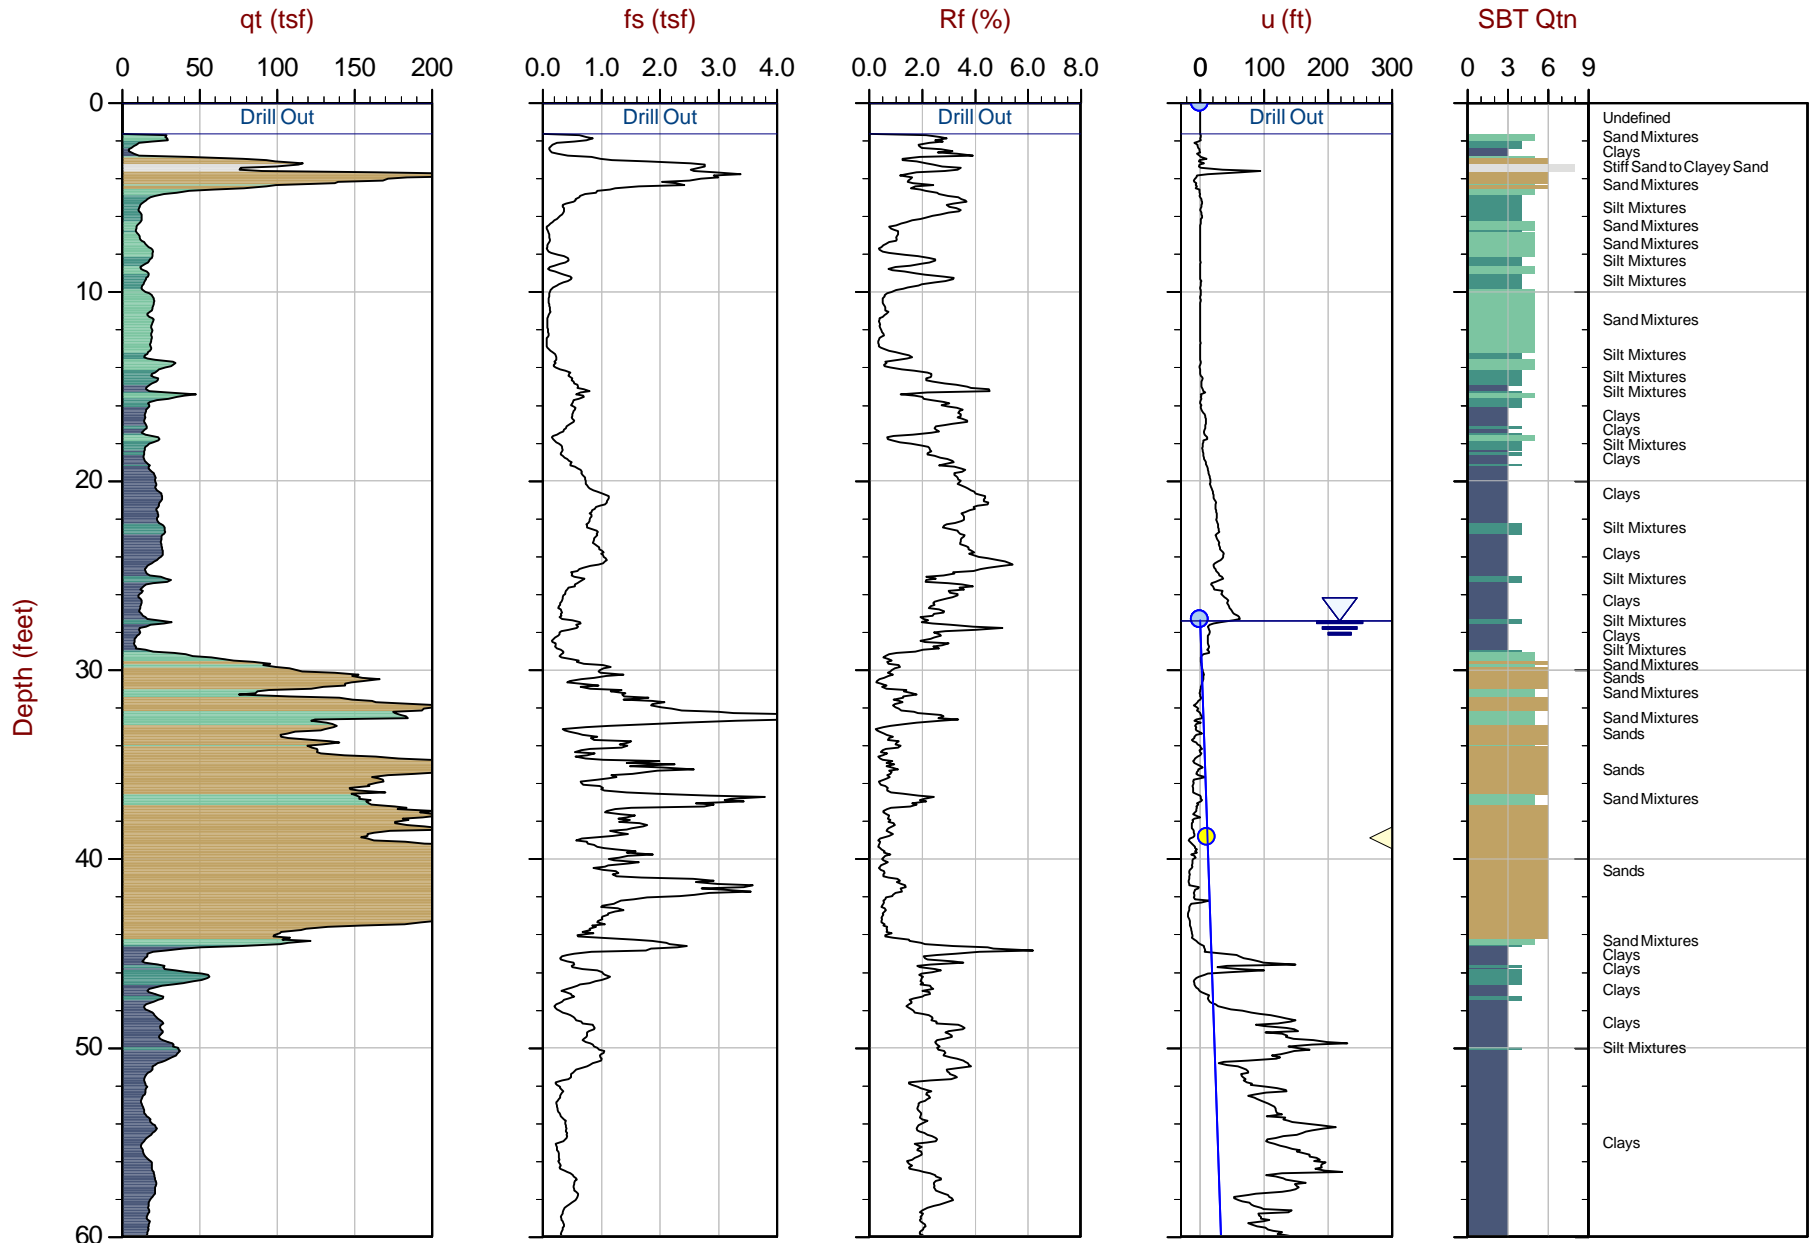 qt (tsf) fs (tsf) Rf (%) u (ft) SBT Qtn
0 50 100 150 200 0.0 1.0 2.0 3.0 4.0 0.0 2.0 4.0 6.0 8.0 0 100 200 300 0 3 6 9
0
Drill Out Drill Out Drill Out Drill Out
Undefined
Sand Mixtures
Clays
Stiff Sand to Clayey Sand
Sand Mixtures
Silt Mixtures
Sand Mixtures
Sand Mixtures
Silt Mixtures
Silt Mixtures
10
Sand Mixtures
Silt Mixtures
Silt Mixtures
Silt Mixtures
Clays
Clays
Silt Mixtures
Clays
20
Clays
Silt Mixtures
Clays
Silt Mixtures
Clays
Silt Mixtures
Clays
Silt Mixtures
Sand Mixtures
30
Sands
Sand Mixtures
Depth (feet)
Sand Mixtures
Sands
Sands
Sand Mixtures
40
Sands
Sand Mixtures
Clays
Clays
Clays
Clays
50
Silt Mixtures
Clays
60